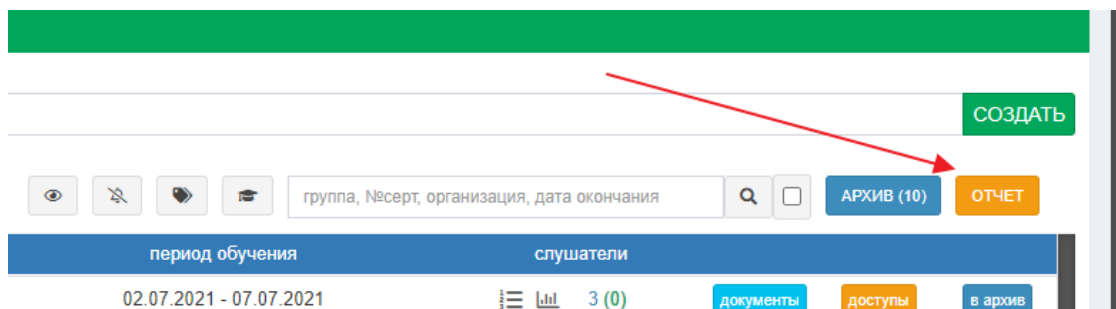 СОЗДАТЬ
группа, №серт, организация, дата окончания
АРХИВ (10)
ОТЧЕТ
период обучения
слушатели
02.07.2021 - 07.07.2021
3 (0)
документы
доступы
в архив